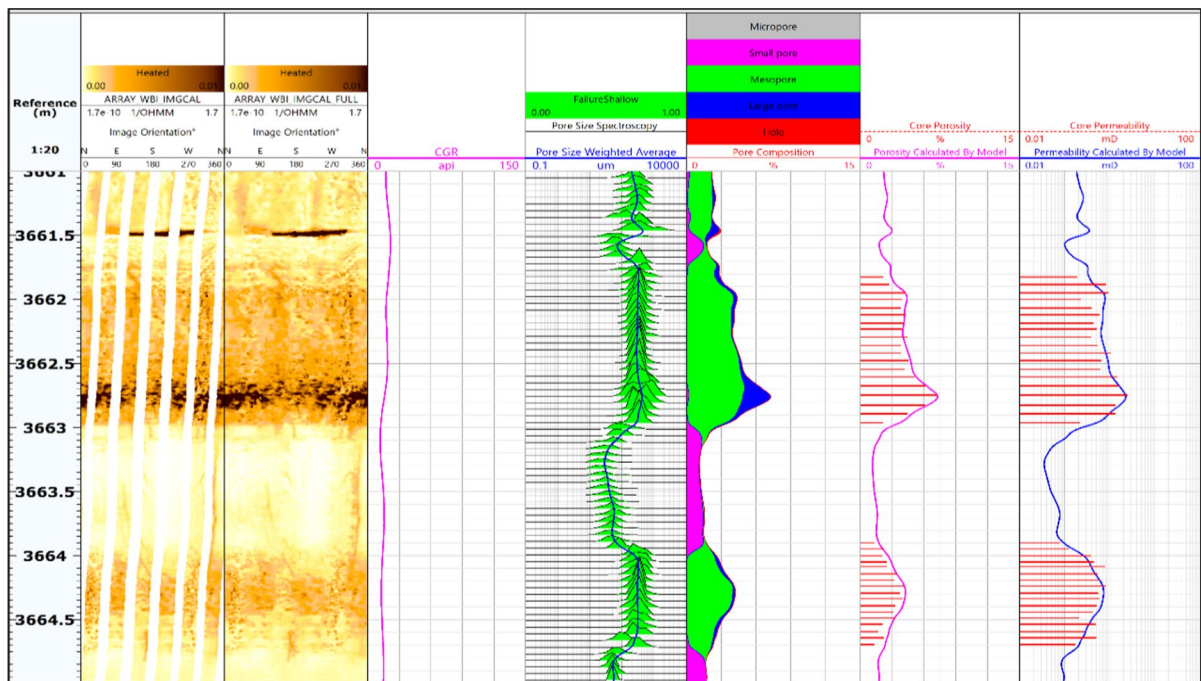 Micropore
Small pore
Mesopore
Large pore
Hole
Heated
0.00 0.01
Heated
0.00 0.01
ARRAY_WBI_IMGCAL
1.7e-10 1/OHMM 1.7
ARRAY_WBI_IMGCAL_FULL
1.7e-10 1/OHMM 1.7
Reference
(m)
1:20
Image Orientation°
N E S W N
0 90 180 270 360
Image Orientation°
N E S W N
0 90 180 270 360
CGR
0 api 150
FailureShallow
0.00 1.00
Pore Size Spectroscopy
Pore Size Weighted Average
0.1 um 10000
Pore Composition
0 % 15
Core Porosity
0 % 15
Porosity Calculated By Model
0 % 15
Core Permeability
0.01 mD 100
Permeability Calculated By Model
0.01 mD 100
3661
3661.5
3662
3662.5
3663
3663.5
3664
3664.5